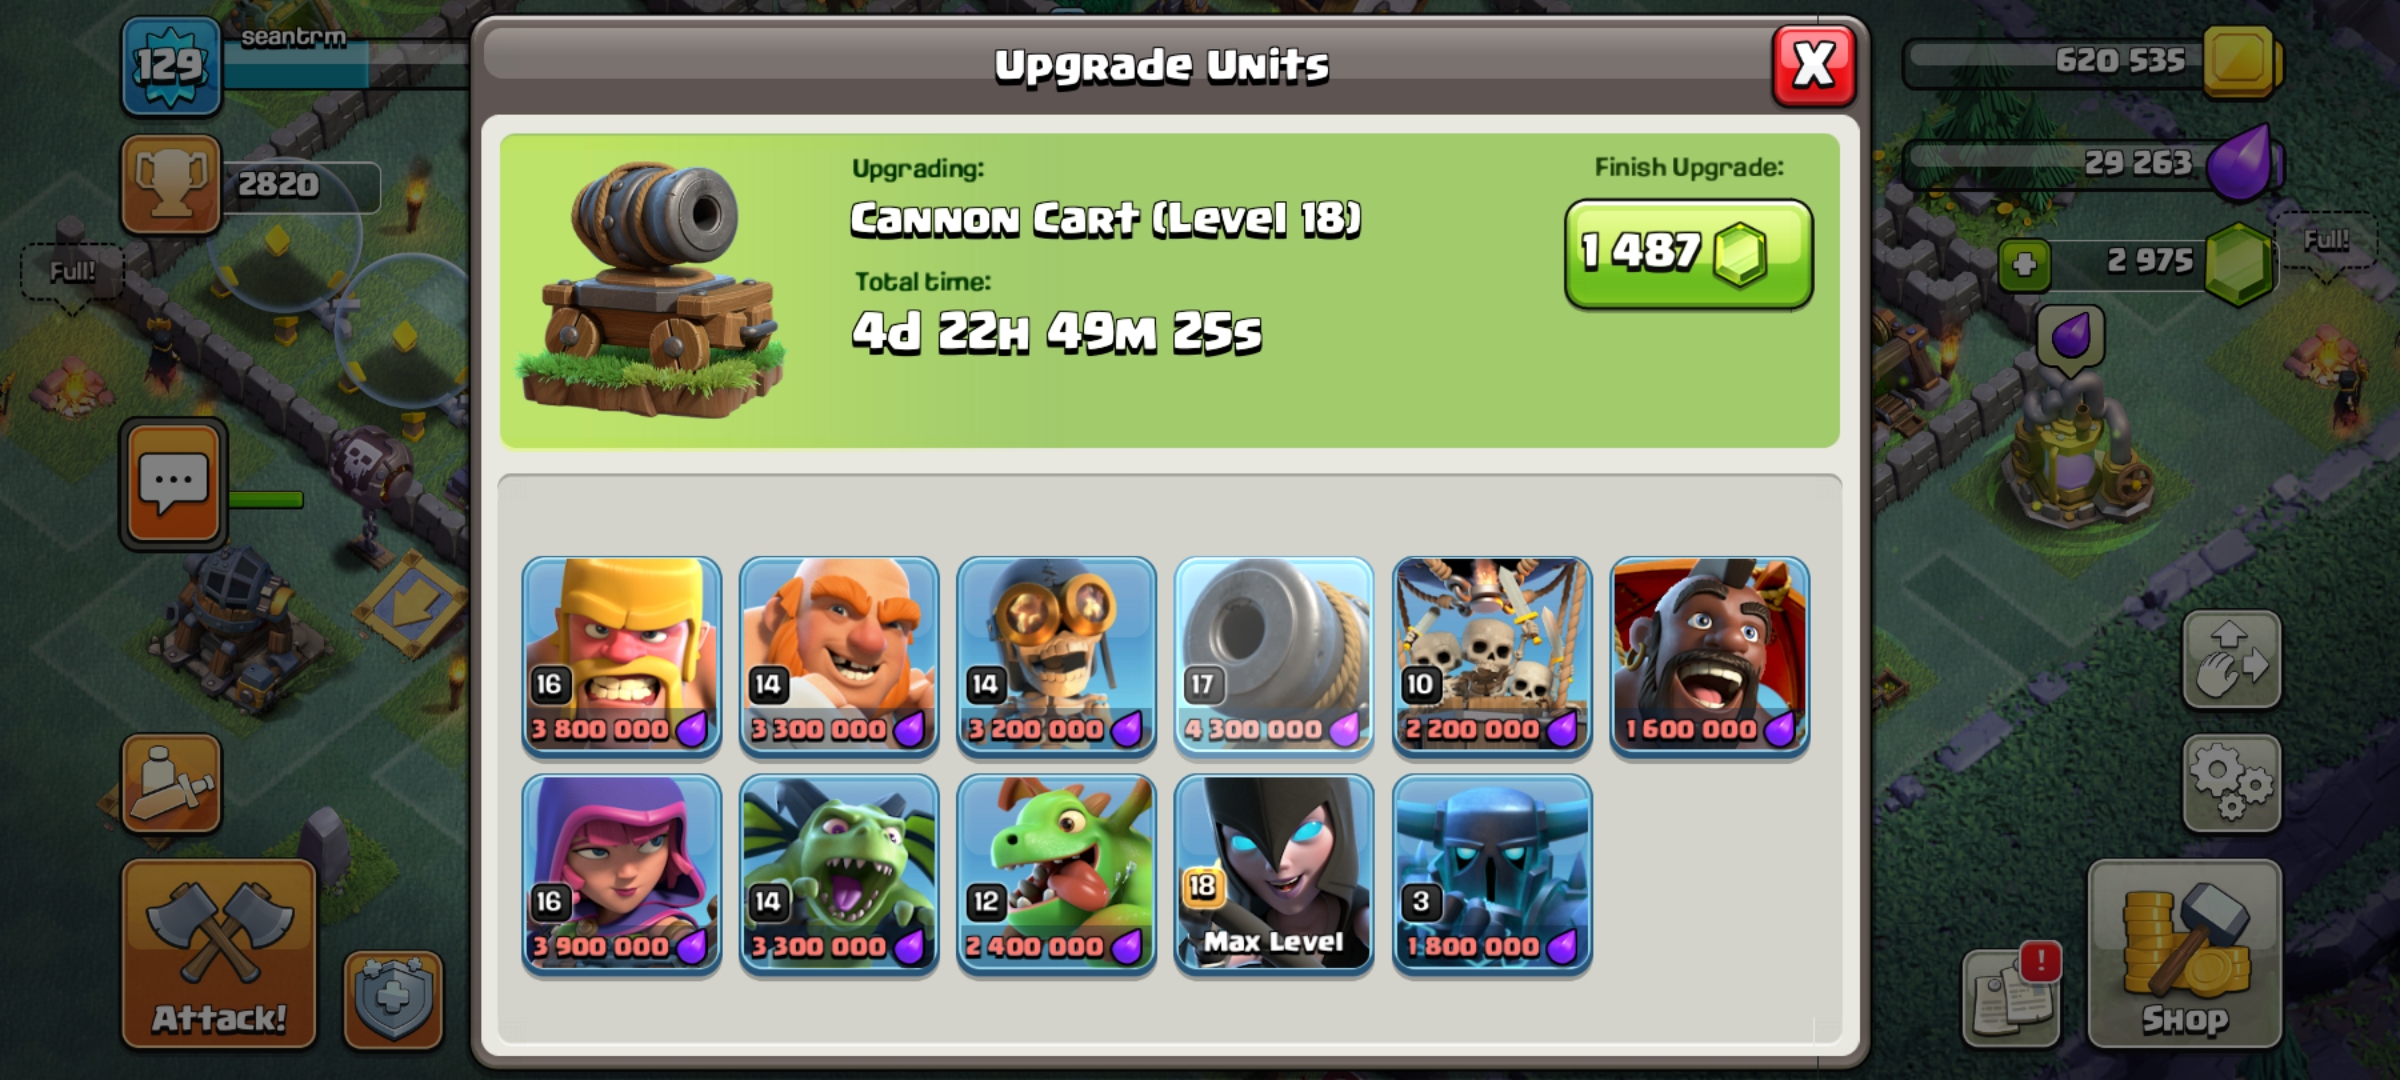 129
seantrm
2820
Full!
Attack!
Upgrade Units
X
Upgrading:
Cannon Cart (Level 18)
Total time:
4d 22H 49M 25s
Finish Upgrade:
1 487
16
3 800 000
14
3 300 000
14
3 200 000
17
4 300 000
10
2 200 000
1 600 000
16
3 900 000
14
3 300 000
12
2 400 000
18
Max Level
3
1 800 000
620 535
29 263
2 975
Full!
!
Shop